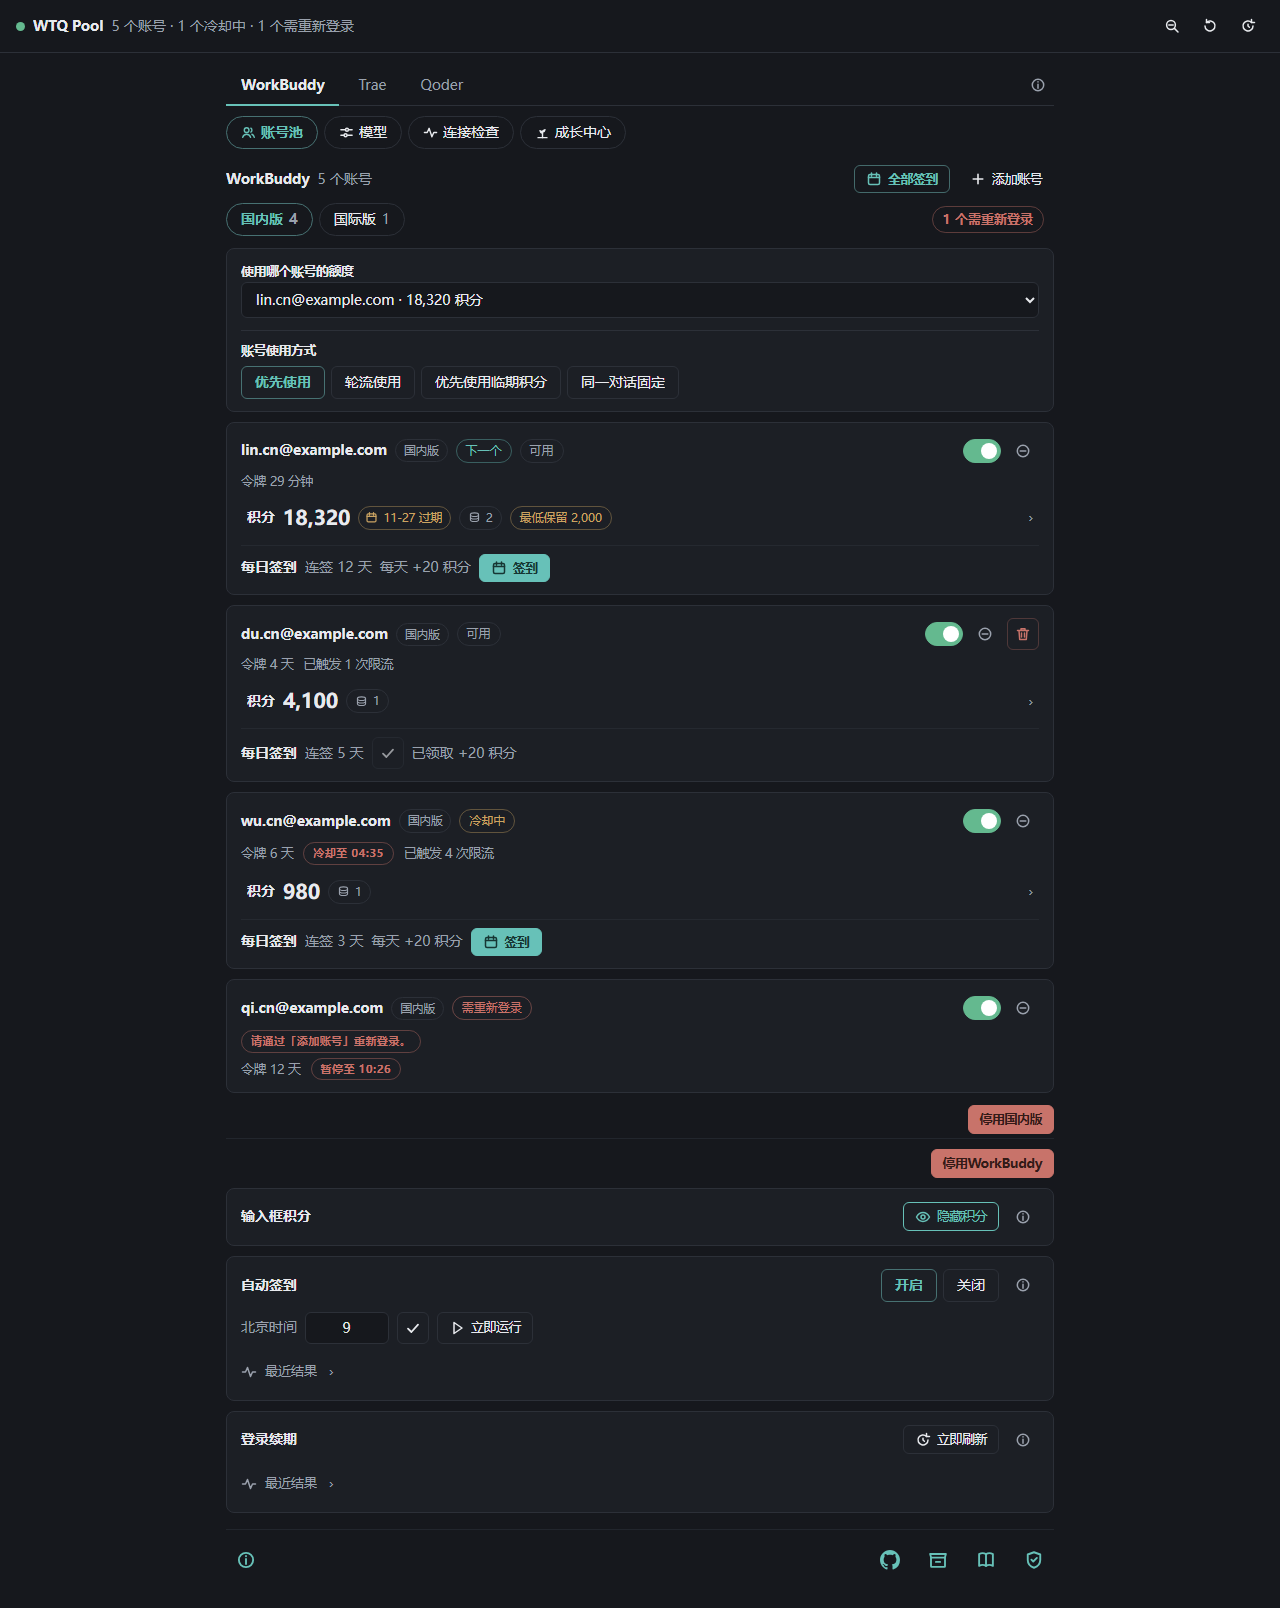 WTQ Pool 5 个账号 · 1 个冷却中 · 1 个需重新登录
WorkBuddy Trae Qoder
账号池 模型 连接检查 成长中心
WorkBuddy 5 个账号 全部签到 添加账号
国内版 4 国际版 1 1 个需重新登录
使用哪个账号的额度
lin.cn@example.com · 18,320 积分
账号使用方式
优先使用 轮流使用 优先使用临期积分 同一对话固定
lin.cn@example.com 国内版 下一个 可用
令牌 29 分钟
积分 18,320 11-27 过期 2 最低保留 2,000 ›
每日签到 连签 12 天 每天 +20 积分 签到
du.cn@example.com 国内版 可用
令牌 4 天 已触发 1 次限流
积分 4,100 1 ›
每日签到 连签 5 天 已领取 +20 积分
wu.cn@example.com 国内版 冷却中
令牌 6 天 冷却至 04:35 已触发 4 次限流
积分 980 1 ›
每日签到 连签 3 天 每天 +20 积分 签到
qi.cn@example.com 国内版 需重新登录
请通过「添加账号」重新登录。
令牌 12 天 暂停至 10:26
停用国内版
停用WorkBuddy
输入框积分 隐藏积分
自动签到 开启 关闭
北京时间 9 立即运行
最近结果 ›
登录续期 立即刷新
最近结果 ›